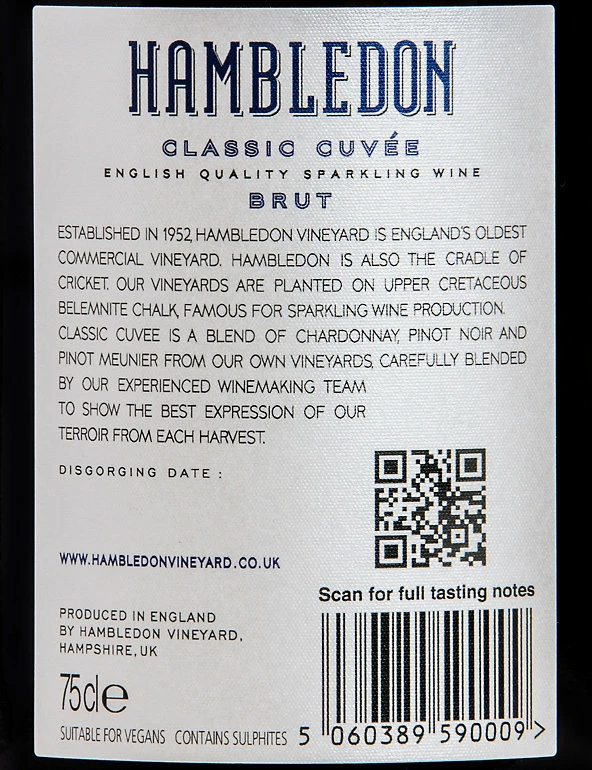 HAMBLEDON
CLASSIC CUVÉE
ENGLISH QUALITY SPARKLING WINE
BRUT
ESTABLISHED IN 1952, HAMBLEDON VINEYARD IS ENGLAND'S OLDEST
COMMERCIAL VINEYARD. HAMBLEDON IS ALSO THE CRADLE OF
CRICKET. OUR VINEYARDS ARE PLANTED ON UPPER CRETACEOUS
BELEMNITE CHALK, FAMOUS FOR SPARKLING WINE PRODUCTION.
CLASSIC CUVEE IS A BLEND OF CHARDONNAY, PINOT NOIR AND
PINOT MEUNIER FROM OUR OWN VINEYARDS, CAREFULLY BLENDED
BY OUR EXPERIENCED WINEMAKING TEAM
TO SHOW THE BEST EXPRESSION OF OUR
TERROIR FROM EACH HARVEST.
DISGORGING DATE :
WWW.HAMBLEDONVINEYARD.CO.UK
Scan for full tasting notes
PRODUCED IN ENGLAND
BY HAMBLEDON VINEYARD,
HAMPSHIRE, UK
75cl e
SUITABLE FOR VEGANS CONTAINS SULPHITES
5 060389 590009 >